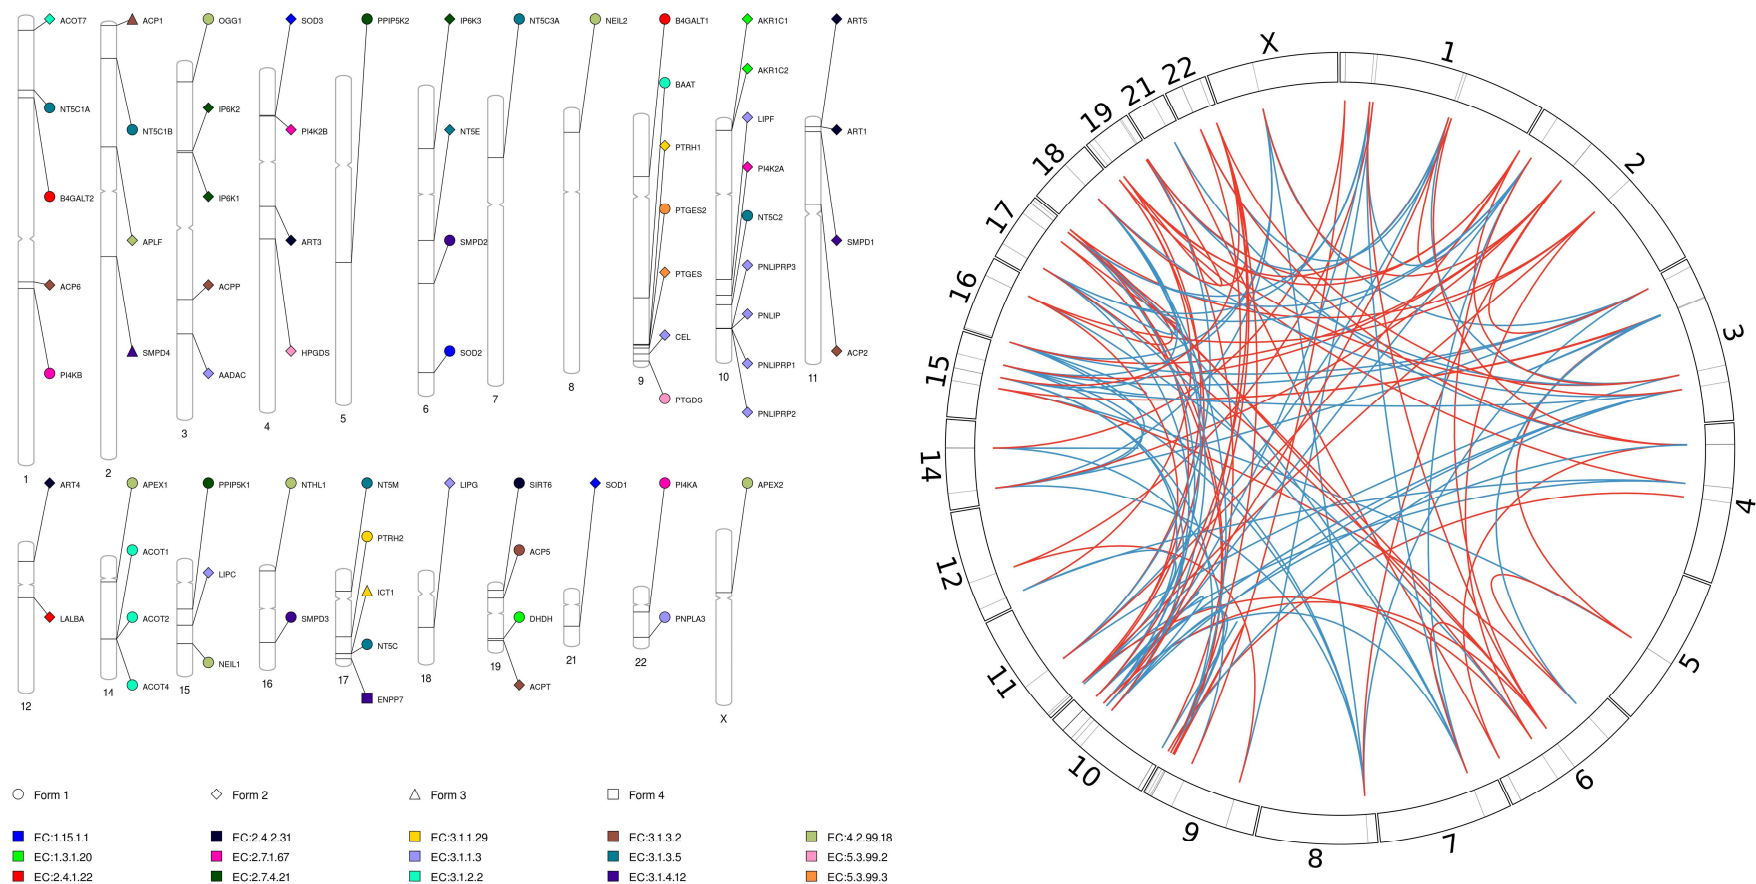 ACOT7
NT5C1A
B4GALT2
ACP6
PI4KB
1
ACP1
NT5C1B
APLF
SMPD4
2
OGG1
IP6K2
IP6K1
ACPP
AADAC
3
SOD3
PI4K2B
ART3
HPGDS
4
PPIP5K2
5
IP6K3
NT5E
SMPD2
SOD2
6
NT5C3A
7
NEIL2
8
B4GALT1
BAAT
PTRH1
PTGES2
PTGES
CEL
PTGDS
9
AKR1C1
AKR1C2
LIPF
PI4K2A
NT5C2
PNLIPRP3
PNLIP
PNLIPRP1
PNLIPRP2
10
ART5
ART1
SMPD1
ACP2
11
ART4
LALBA
12
APEX1
ACOT1
ACOT2
ACOT4
14
PPIP5K1
LIPC
NEIL1
15
NTHL1
SMPD3
16
NT5M
PTRH2
ICT1
NT5C
ENPP7
17
LIPG
18
SIRT6
ACP5
DHDH
ACPT
19
SOD1
21
PI4KA
PNPLA3
22
APEX2
X
Form 1
Form 2
Form 3
Form 4
EC:1.15.1.1
EC:2.4.2.31
EC:3.1.1.29
EC:3.1.3.2
EC:4.2.99.18
EC:1.3.1.20
EC:2.7.1.67
EC:3.1.1.3
EC:3.1.3.5
EC:5.3.99.2
EC:2.4.1.22
EC:2.7.4.21
EC:3.1.2.2
EC:3.1.4.12
EC:5.3.99.3
1
2
3
4
5
6
7
8
9
10
11
12
14
15
16
17
18
19
21
22
X